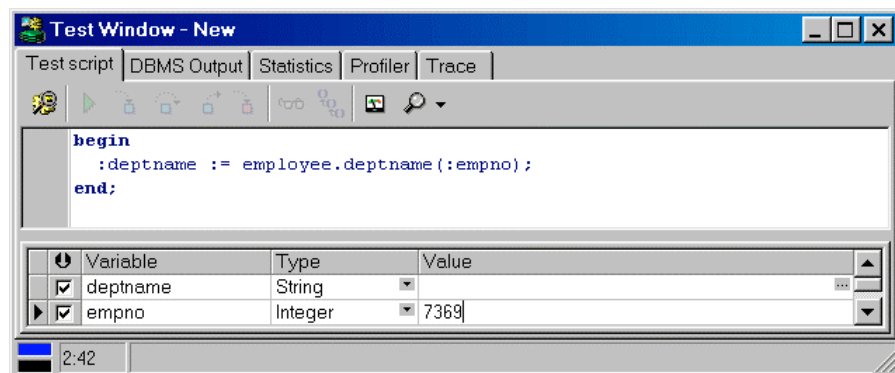 Test Window - New
Test script DBMS Output Statistics Profiler Trace
begin
:deptname := employee.deptname(:empno);
end;
Variable Type Value
deptname String ...
empno Integer 7369
2:42